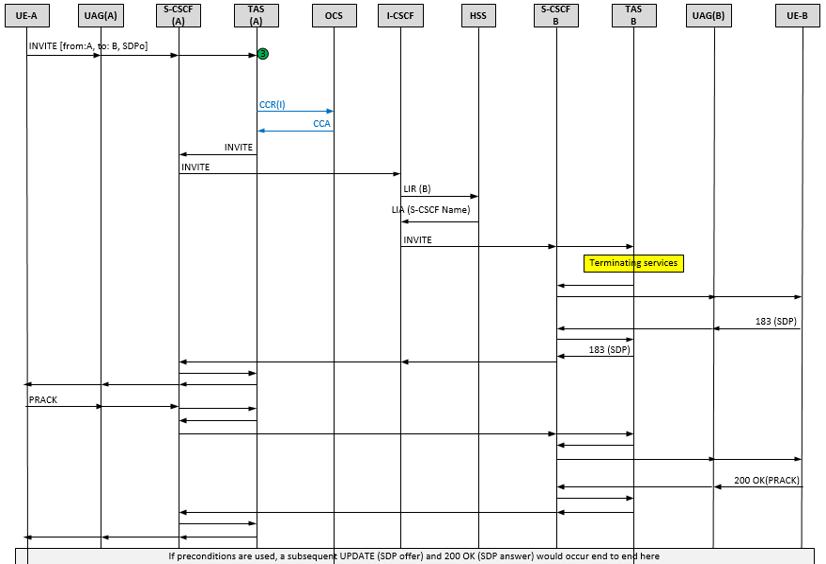 UE-A
UAG(A)
S-CSCF
(A)
TAS
(A)
OCS
I-CSCF
HSS
S-CSCF
B
TAS
B
UAG(B)
UE-B
INVITE [from:A, to: B, SDPo]
3
CCR(I)
CCA
INVITE
INVITE
LIR (B)
LIA (S-CSCF Name)
INVITE
Terminating services
183 (SDP)
183 (SDP)
PRACK
200 OK(PRACK)
If preconditions are used, a subsequent UPDATE (SDP offer) and 200 OK (SDP answer) would occur end to end here